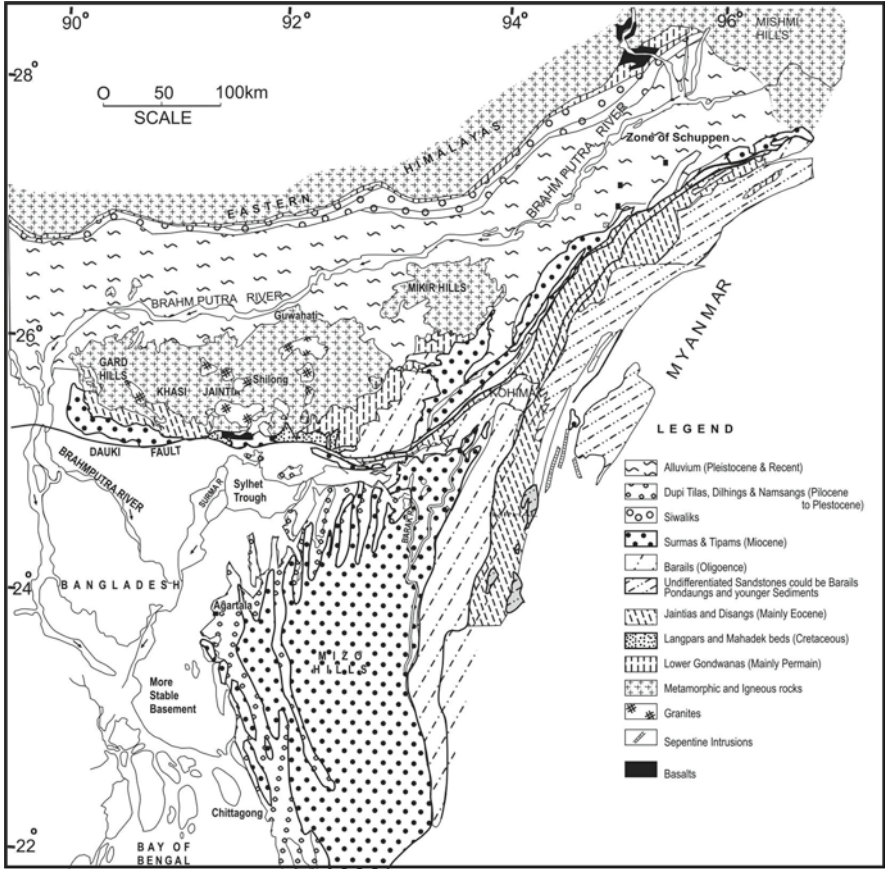 90°
92°
94°
96°
MISHMI
HILLS
28°
O 50 100km
SCALE
EASTERN HIMALAYAS
BRAHM PUTRA RIVER
Zone of Schuppen
BRAHM PUTRA RIVER
MIKIR HILLS
Guwahati
26°
GARD
HILLS
KHASI
JAINTIA
Shilong
KOHIMA
MYANMAR
DAUKI FAULT
BRAHMPUTRA RIVER
SURMA R
Sylhet
Trough
BARAK R
24°
BANGLADESH
Agartala
MIZO
HILLS
More
Stable
Basement
Chittagong
22°
BAY OF
BENGAL
LEGEND
Alluvium (Pleistocene & Recent)
Dupi Tilas, Dilhings & Namsangs (Pilocene
to Plestocene)
Siwaliks
Surmas & Tipams (Miocene)
Barails (Oligoence)
Undifferentiated Sandstones could be Barails
Pondaungs and younger Sediments
Jaintias and Disangs (Mainly Eocene)
Langpars and Mahadek beds (Cretaceous)
Lower Gondwanas (Mainly Permain)
Metamorphic and Igneous rocks
Granites
Sepentine Intrusions
Basalts